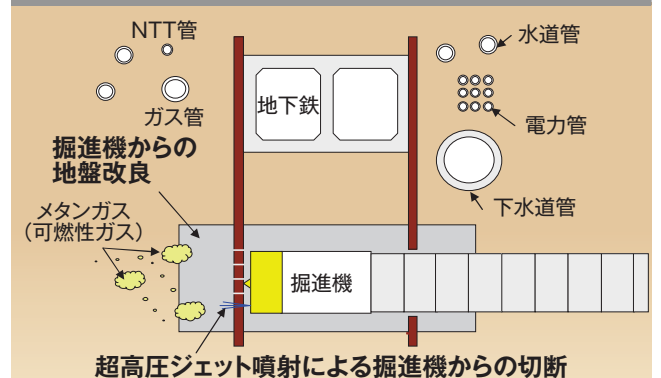 NTT管
水道管
ガス管
地下鉄
電力管
掘進機からの
地盤改良
下水道管
メタンガス
（可燃性ガス）
掘進機
超高圧ジェット噴射による掘進機からの切断